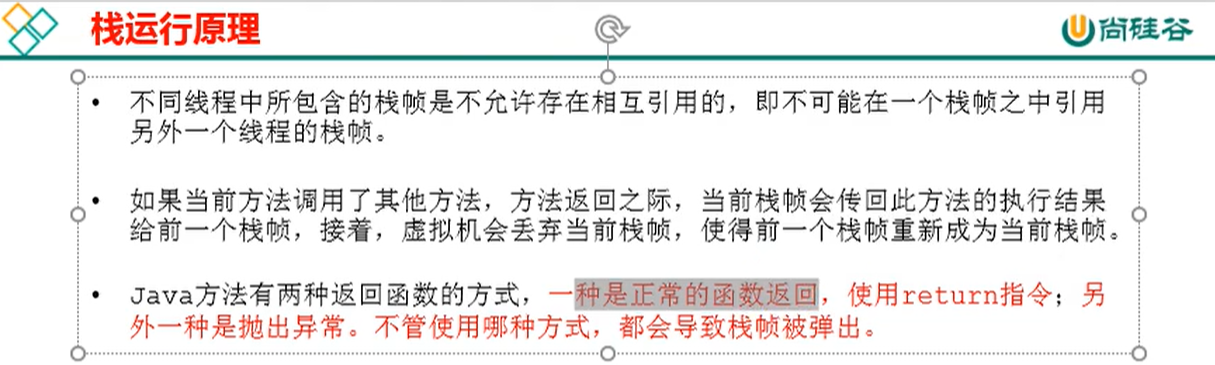 栈运行原理
尚硅谷
• 不同线程中所包含的栈帧是不允许存在相互引用的，即不可能在一个栈帧之中引用
另外一个线程的栈帧。
• 如果当前方法调用了其他方法，方法返回之际，当前栈帧会传回此方法的执行结果
给前一个栈帧，接着，虚拟机会丢弃当前栈帧，使得前一个栈帧重新成为当前栈帧。
• Java方法有两种返回函数的方式，一种是正常的函数返回，使用return指令；另
外一种是抛出异常。不管使用哪种方式，都会导致栈帧被弹出。